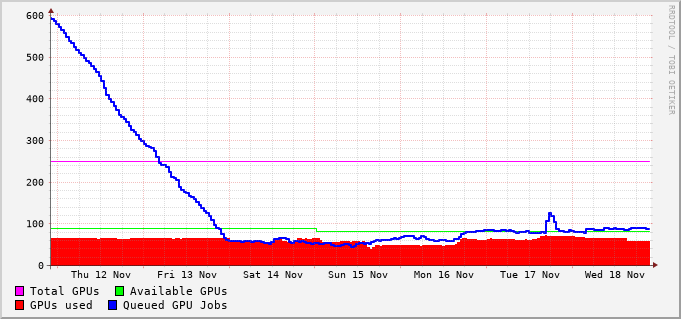 600
500
400
300
200
100
0
Thu 12 Nov Fri 13 Nov Sat 14 Nov Sun 15 Nov Mon 16 Nov Tue 17 Nov Wed 18 Nov
Total GPUs Available GPUs
GPUs used Queued GPU Jobs
RRDTOOL / TOBI OETIKER